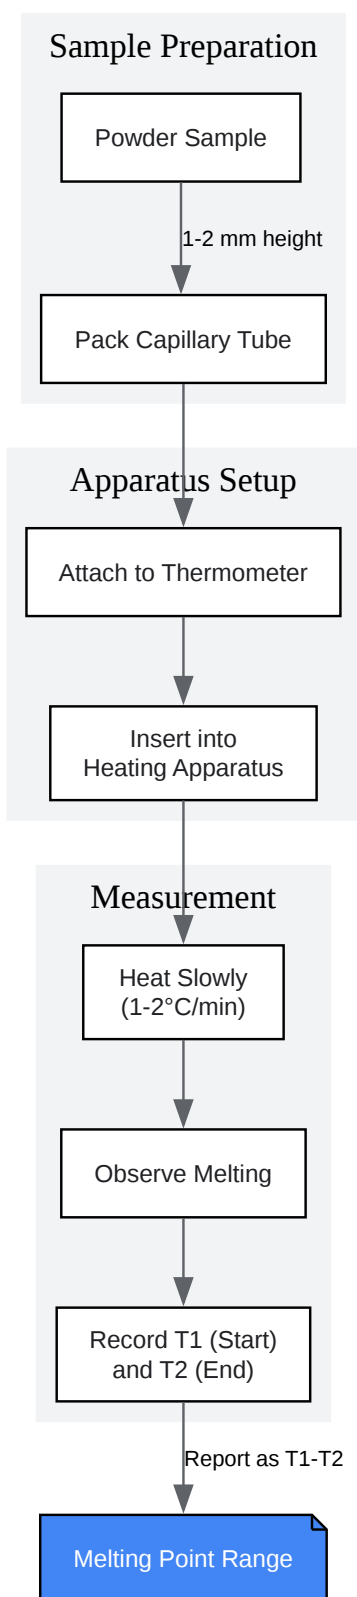 Sample Preparation
Powder Sample
1-2 mm height
Pack Capillary Tube
Apparatus Setup
Attach to Thermometer
Insert into
Heating Apparatus
Measurement
Heat Slowly
(1-2°C/min)
Observe Melting
Record T1 (Start)
and T2 (End)
Report as T1-T2
Melting Point Range